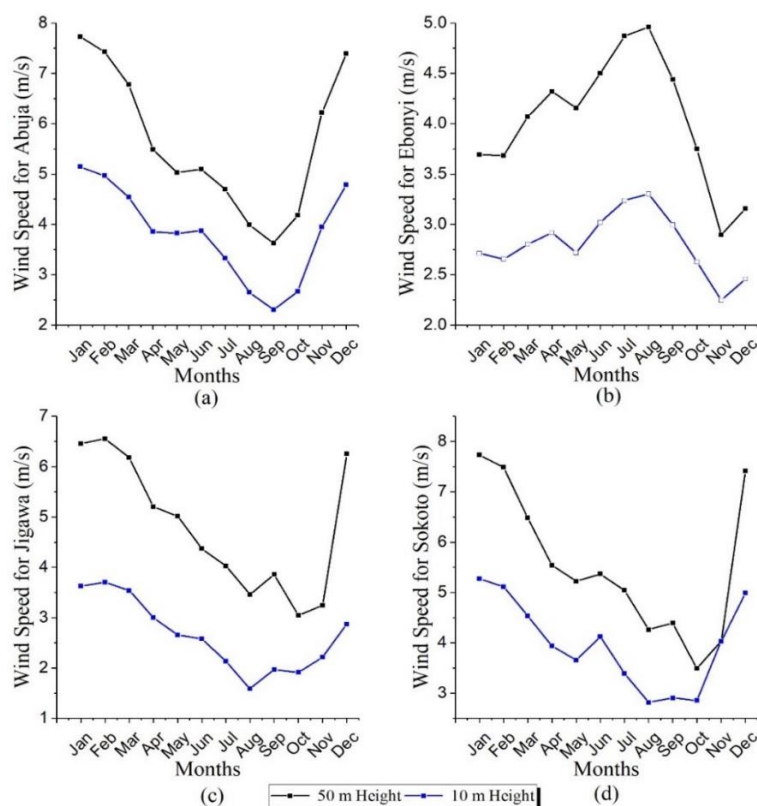 Wind Speed for Abuja (m/s)
8
7
6
5
4
3
2
Jan Feb Mar Apr May Jun Jul Aug Sep Oct Nov Dec
Months
(a)
Wind Speed for Ebonyi (m/s)
5.0
4.5
4.0
3.5
3.0
2.5
2.0
Jan Feb Mar Apr May Jun Jul Aug Sep Oct Nov Dec
Months
(b)
Wind Speed for Jigawa (m/s)
7
6
5
4
3
2
1
Jan Feb Mar Apr May Jun Jul Aug Sep Oct Nov Dec
Months
(c)
Wind Speed for Sokoto (m/s)
8
7
6
5
4
3
Jan Feb Mar Apr May Jun Jul Aug Sep Oct Nov Dec
Months
(d)
50 m Height 10 m Height